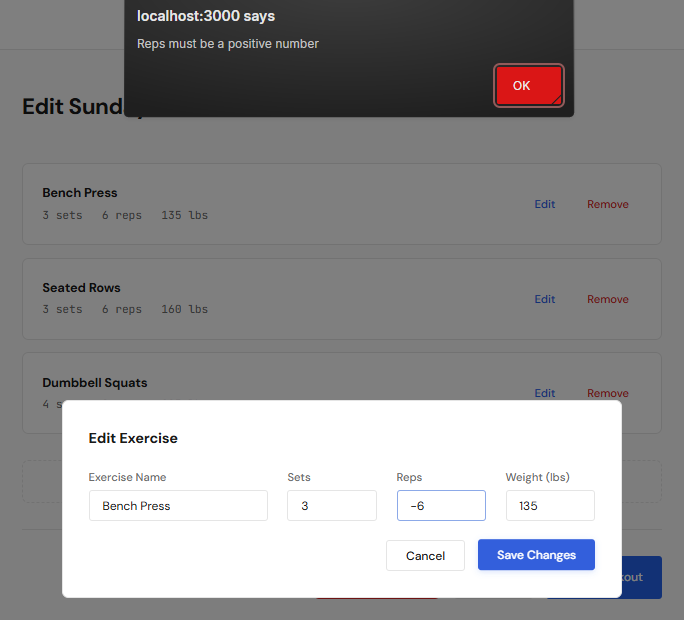 localhost:3000 says
Reps must be a positive number
OK
Edit
Bench Press
3 sets 6 reps 135 lbs
Edit Remove
Seated Rows
3 sets 6 reps 160 lbs
Edit Remove
Dumbbell Squats
4
Edit Remove
Edit Exercise
Exercise Name Sets Reps Weight (lbs)
Bench Press 3 -6 135
Cancel Save Changes